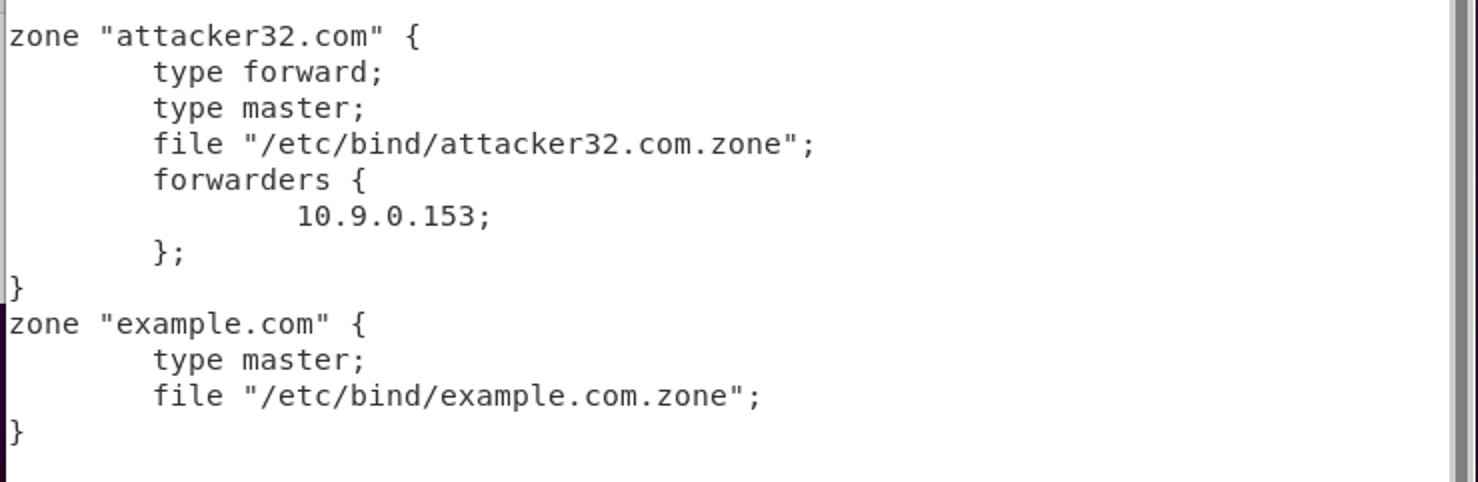 zone "attacker32.com" {
        type forward;
        type master;
        file "/etc/bind/attacker32.com.zone";
        forwarders {
                10.9.0.153;
        };
}
zone "example.com" {
        type master;
        file "/etc/bind/example.com.zone";
}